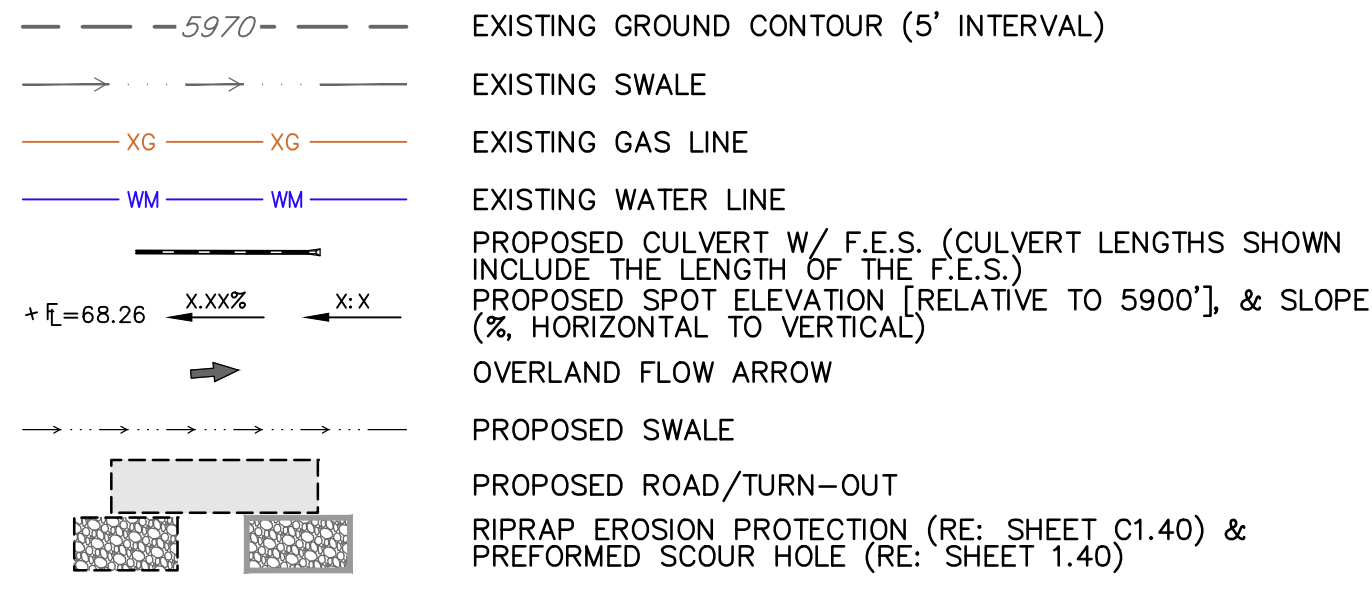 5970 EXISTING GROUND CONTOUR (5' INTERVAL)
EXISTING SWALE
XG XG EXISTING GAS LINE
WM WM EXISTING WATER LINE
PROPOSED CULVERT W/ F.E.S. (CULVERT LENGTHS SHOWN
INCLUDE THE LENGTH OF THE F.E.S.)
+ FL=68.26 X.XX% X:X PROPOSED SPOT ELEVATION [RELATIVE TO 5900'], & SLOPE
(%, HORIZONTAL TO VERTICAL)
OVERLAND FLOW ARROW
PROPOSED SWALE
PROPOSED ROAD/TURN-OUT
RIPRAP EROSION PROTECTION (RE: SHEET C1.40) &
PREFORMED SCOUR HOLE (RE: SHEET 1.40)